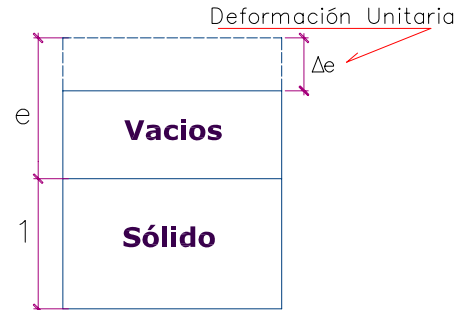 Deformación Unitaria
Δe
e
Vacios
1
Sólido